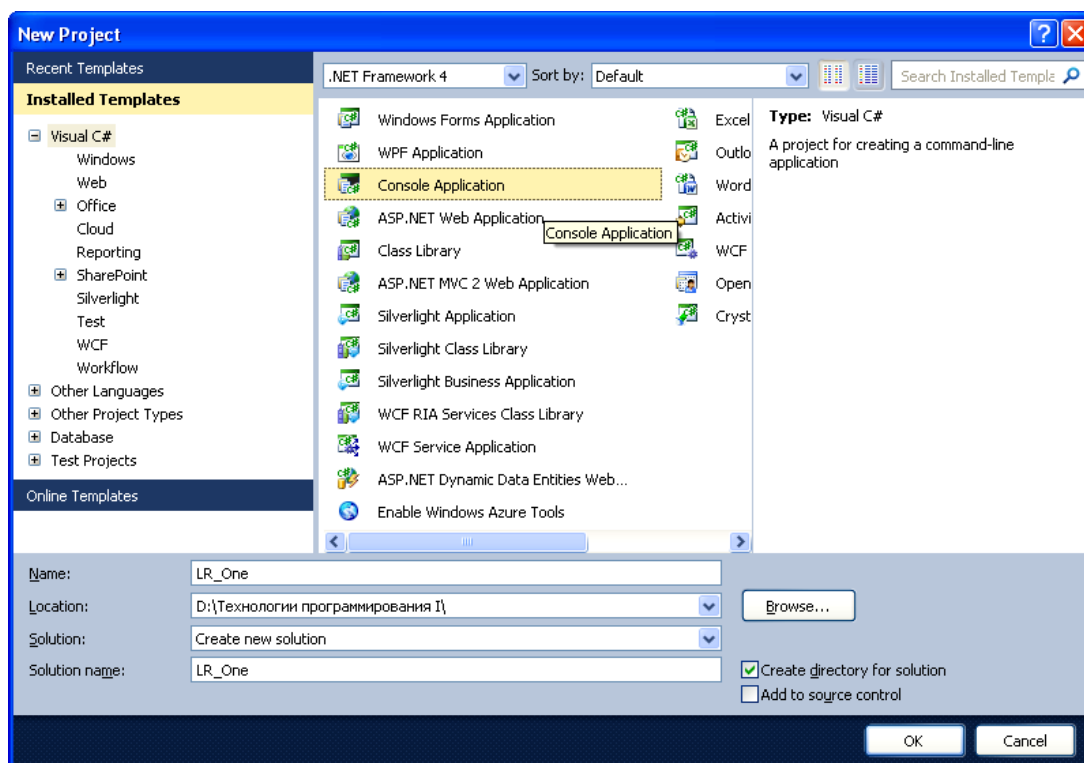 New Project
Recent Templates
Installed Templates
Visual C#
Windows
Web
Office
Cloud
Reporting
SharePoint
Silverlight
Test
WCF
Workflow
Other Languages
Other Project Types
Database
Test Projects
Online Templates
.NET Framework 4 Sort by: Default Search Installed Templa
Windows Forms Application Excel
WPF Application Outlo
Console Application Word
ASP.NET Web Application Activi
Console Application
Class Library WCF
ASP.NET MVC 2 Web Application Open
Silverlight Application Cryst
Silverlight Class Library
Silverlight Business Application
WCF RIA Services Class Library
WCF Service Application
ASP.NET Dynamic Data Entities Web...
Enable Windows Azure Tools
Type: Visual C#
A project for creating a command-line
application
Name: LR_One
Location: D:\Технологии программирования I\ Browse...
Solution: Create new solution
Solution name: LR_One Create directory for solution
Add to source control
OK Cancel